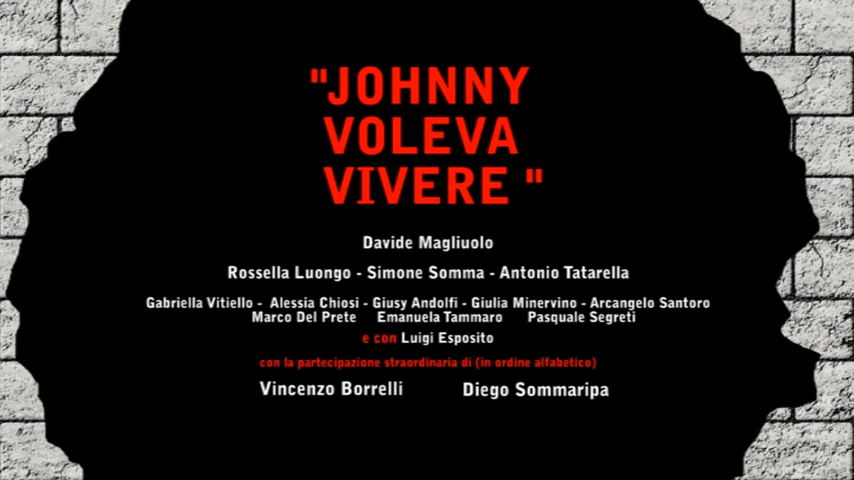 "JOHNNY
VOLEVA
VIVERE "
Davide Magliuolo
Rossella Luongo - Simone Somma - Antonio Tatarella
Gabriella Vitiello - Alessia Chiosi - Giusy Andolfi - Giulia Minervino - Arcangelo Santoro
Marco Del Prete Emanuela Tammaro Pasquale Segreti
e con Luigi Esposito
con la partecipazione straordinaria di (in ordine alfabetico)
Vincenzo Borrelli Diego Sommaripa